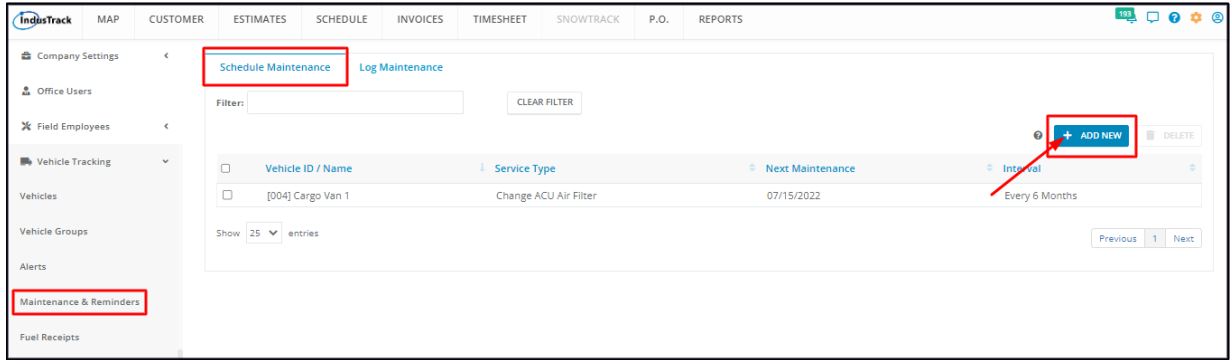 IndusTrack MAP CUSTOMER ESTIMATES SCHEDULE INVOICES TIMESHEET SNOWTRACK P.O. REPORTS 193
Company Settings
Office Users
Field Employees
Vehicle Tracking
Vehicles
Vehicle Groups
Alerts
Maintenance & Reminders
Fuel Receipts
Schedule Maintenance Log Maintenance
Filter: CLEAR FILTER
+ ADD NEW DELETE
Vehicle ID / Name Service Type Next Maintenance Interval
[004] Cargo Van 1 Change ACU Air Filter 07/15/2022 Every 6 Months
Show 25 entries
Previous 1 Next